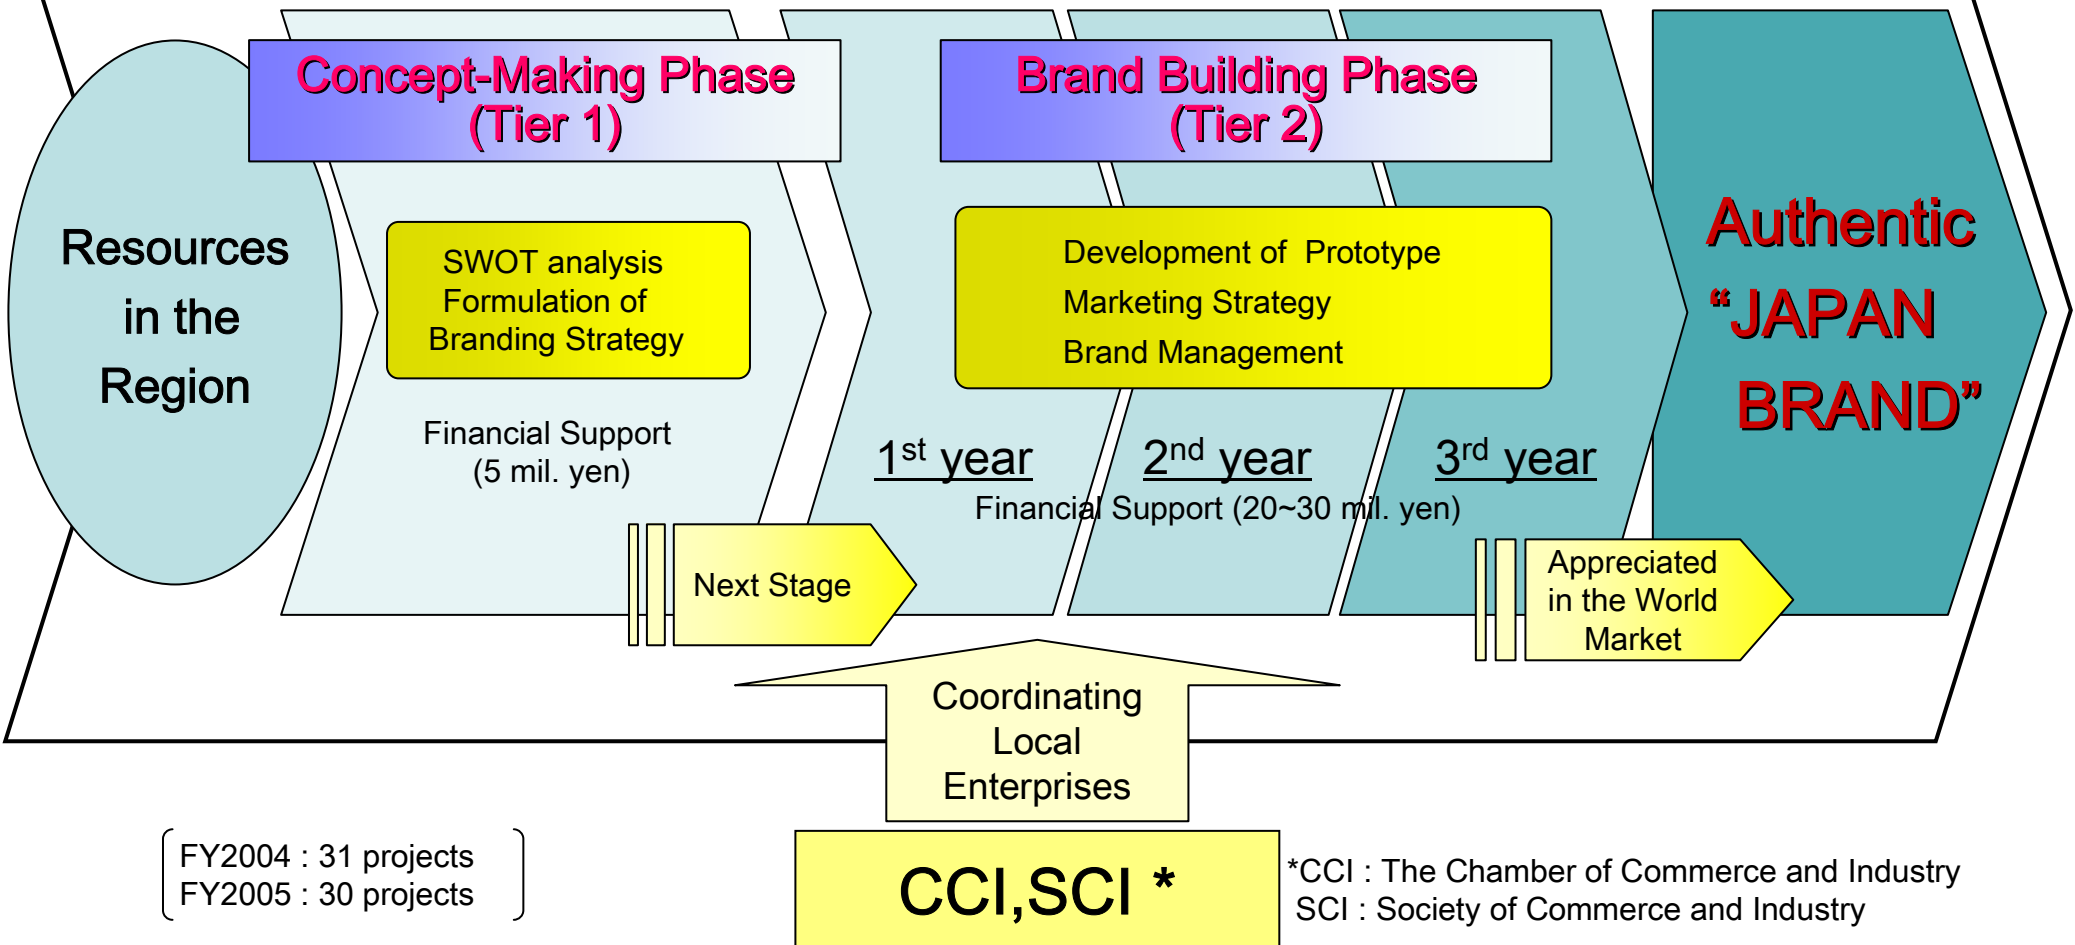 Concept-Making Phase
(Tier 1)
Brand Building Phase
(Tier 2)
Resources
in the
Region
SWOT analysis
Formulation of
Branding Strategy
Financial Support
(5 mil. yen)
Development of Prototype
Marketing Strategy
Brand Management
1st year
2nd year
3rd year
Financial Support (20~30 mil. yen)
Authentic
“JAPAN
BRAND”
Next Stage
Appreciated
in the World
Market
Coordinating
Local
Enterprises
FY2004 : 31 projects
FY2005 : 30 projects
CCI,SCI *
*CCI : The Chamber of Commerce and Industry
SCI : Society of Commerce and Industry